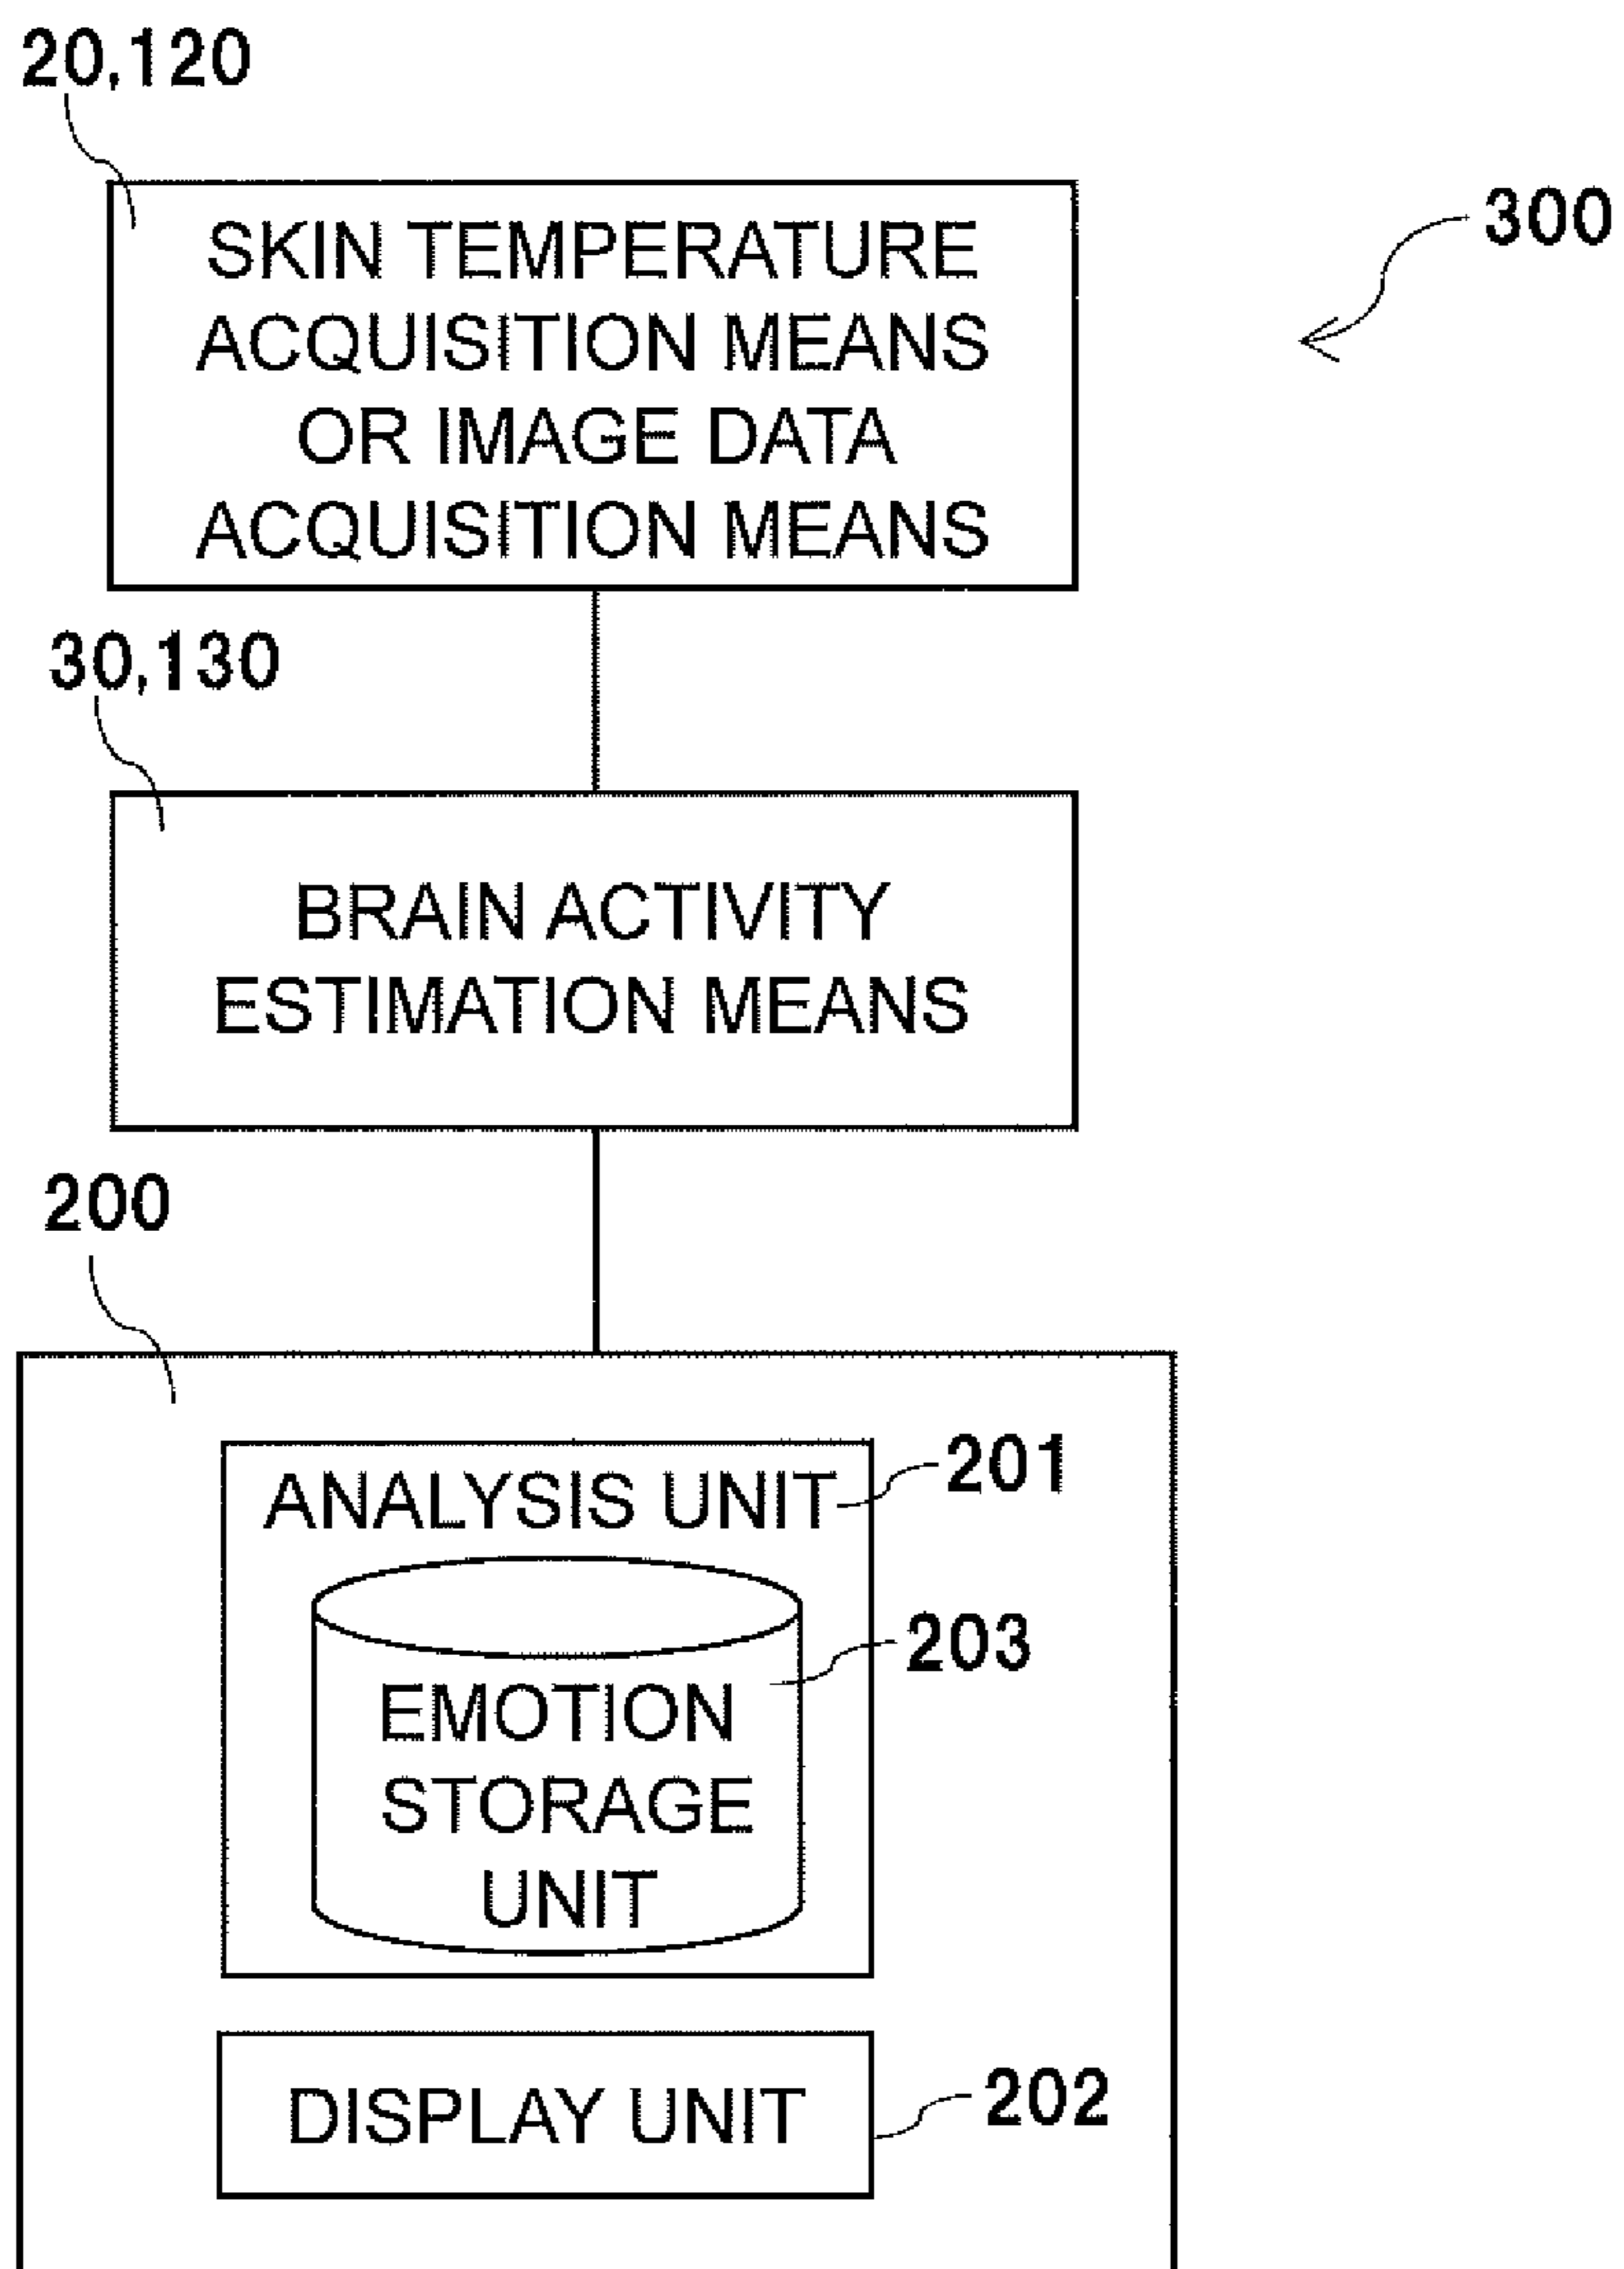 20,120
300
SKIN TEMPERATURE
ACQUISITION MEANS
OR IMAGE DATA
ACQUISITION MEANS
30,130
BRAIN ACTIVITY
ESTIMATION MEANS
200
ANALYSIS UNIT
201
203
EMOTION
STORAGE
UNIT
DISPLAY UNIT
202